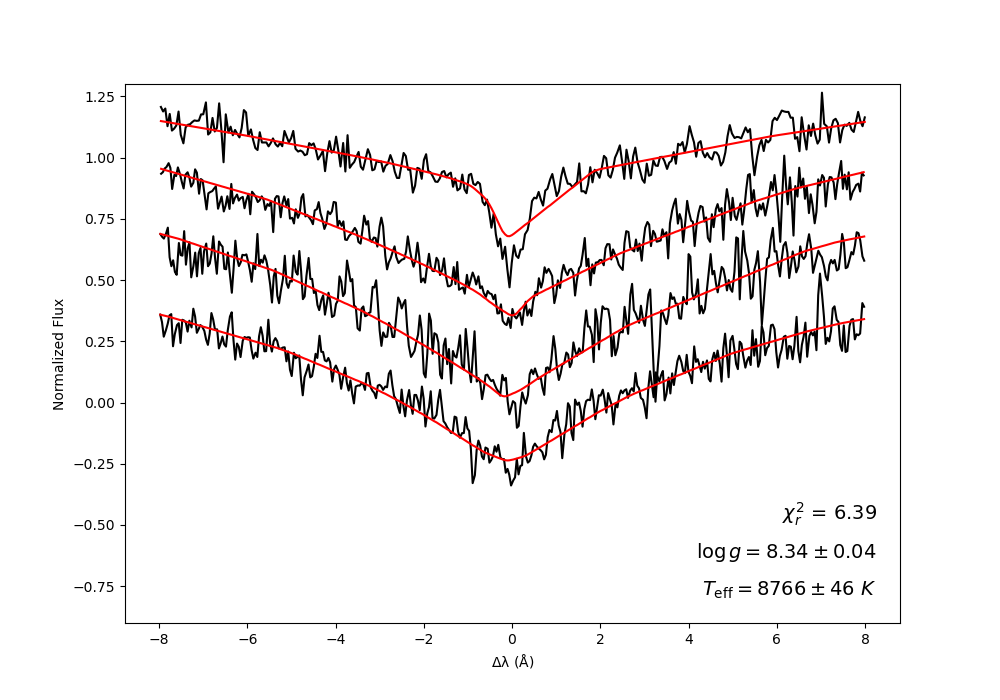 1.25
1.00
0.75
0.50
0.25
0.00
−0.25
−0.50
−0.75
Normalized Flux
χ²ᵣ = 6.39
log g = 8.34 ± 0.04
T_eff = 8766 ± 46 K
−8 −6 −4 −2 0 2 4 6 8
Δλ (Å)